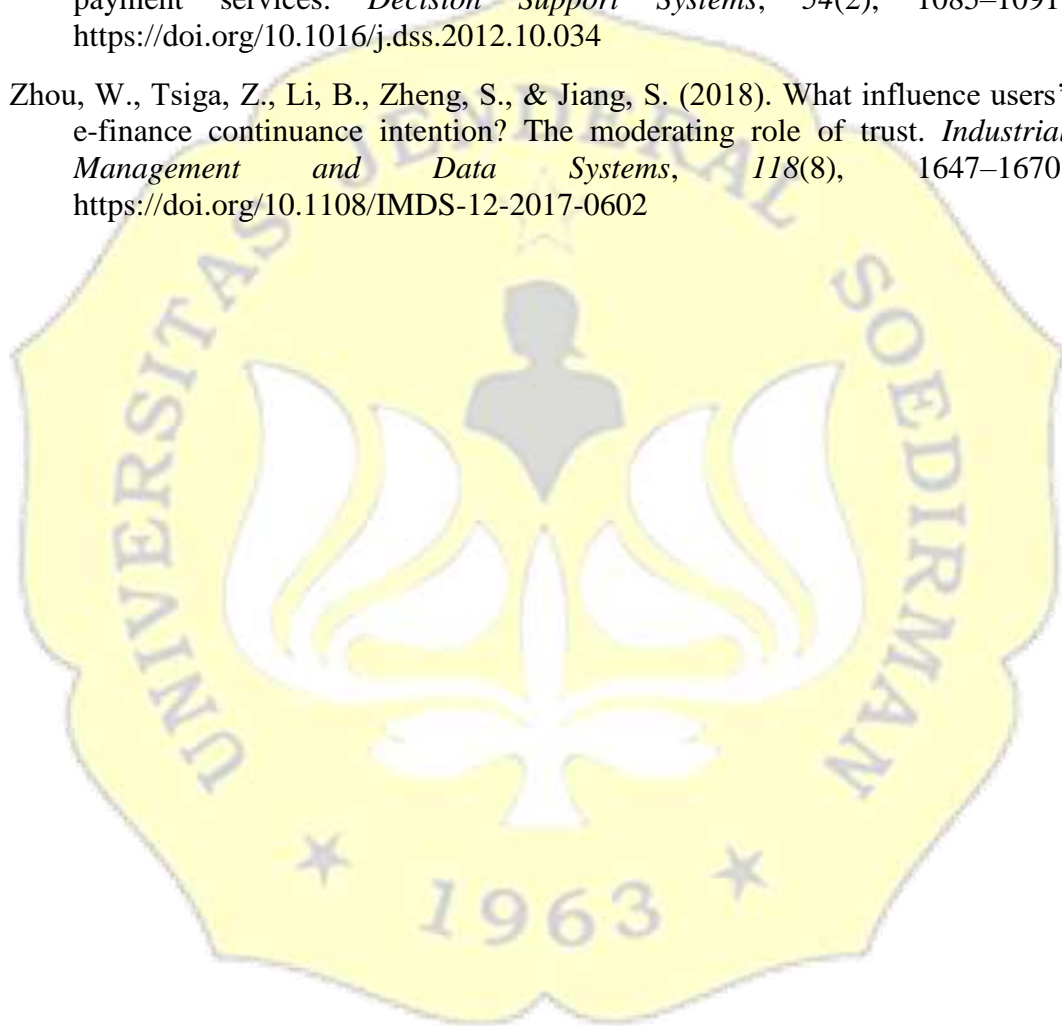 payment services. Decision Support Systems, 54(2), 1085–1091
https://doi.org/10.1016/j.dss.2012.10.034
Zhou, W., Tsiga, Z., Li, B., Zheng, S., & Jiang, S. (2018). What influence users'
e-finance continuance intention? The moderating role of trust. Industrial
Management and Data Systems, 118(8), 1647–1670
https://doi.org/10.1108/IMDS-12-2017-0602
UNIVERSITAS JENDERAL SOEDIRMAN
1963